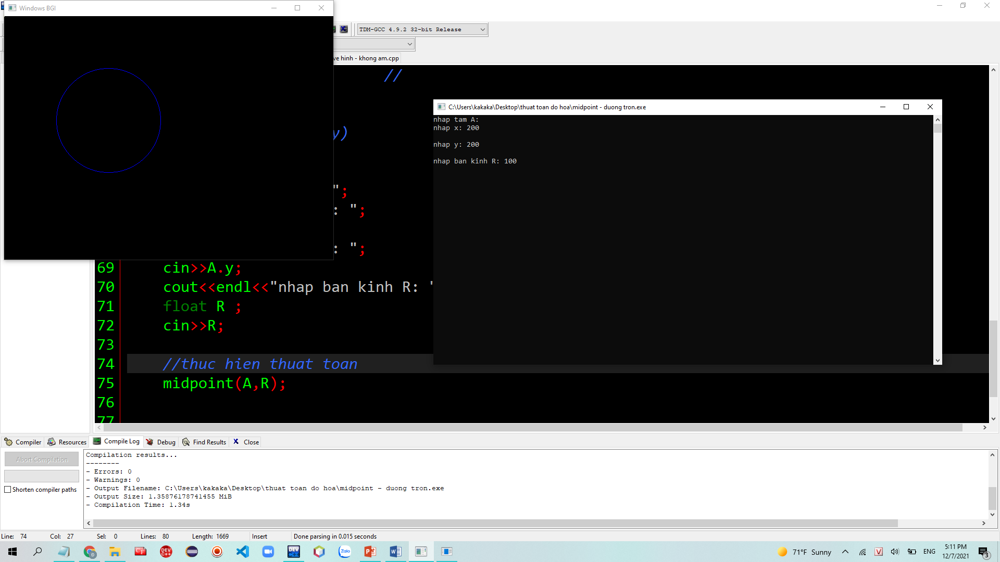 Windows BGI
TDM-GCC 4.9.2 32-bit Release
ve hinh - khong am.cpp
//
y)
";
: ";
: ";
C:\Users\kakaka\Desktop\thuat toan do hoa\midpoint - duong tron.exe
nhap tam A:
nhap x: 200
nhap y: 200
nhap ban kinh R: 100
69 cin>>A.y;
70 cout<<endl<<"nhap ban kinh R: "
71 float R ;
72 cin>>R;
73
74 //thuc hien thuat toan
75 midpoint(A,R);
76
77
Compiler Resources Compile Log Debug Find Results Close
Abort Compilation
Shorten compiler paths
Compilation results...
--------
- Errors: 0
- Warnings: 0
- Output Filename: C:\Users\kakaka\Desktop\thuat toan do hoa\midpoint - duong tron.exe
- Output Size: 1.35876178741455 MiB
- Compilation Time: 1.34s
Line: 74 Col: 27 Sel: 0 Lines: 80 Length: 1669 Insert Done parsing in 0.015 seconds
DEV C++
DEV
Zalo
71°F Sunny
V
ENG
5:11 PM
12/7/2021
3